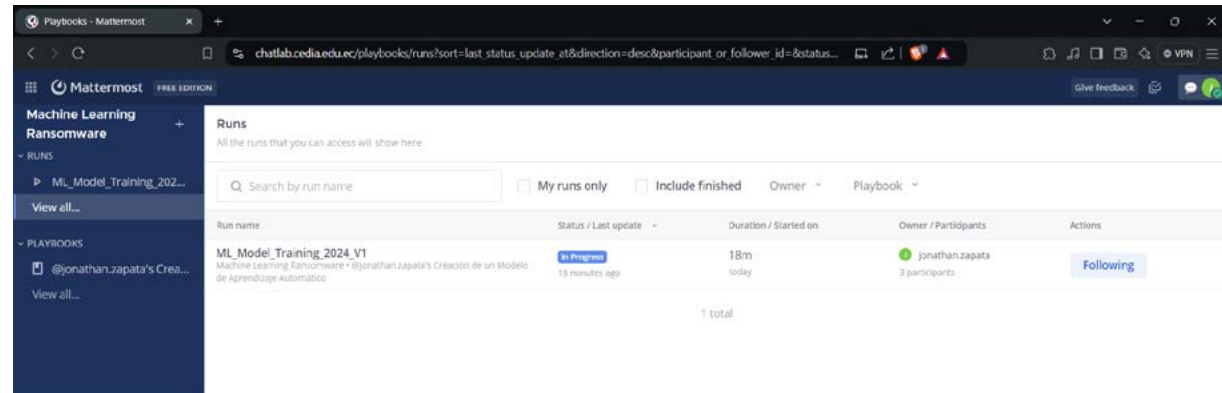 Playbooks - Mattermost
chatlab.cedia.edu.ec/playbooks/runs?sort=last_status_update_at&direction=desc&participant_or_follower_id=&status...
VPN
Mattermost FREE EDITION
Give feedback
Machine Learning Ransomware
RUNS
ML_Model_Training_202...
View all...
PLAYBOOKS
@jonathan.zapata's Crea...
View all...
Runs
All the runs that you can access will show here
Search by run name
My runs only
Include finished
Owner
Playbook
Run name
Status / Last update
Duration / Started on
Owner / Participants
Actions
ML_Model_Training_2024_V1
Machine Learning Ransomware • @jonathan.zapata's Creación de un Modelo
de Aprendizaje Automático
In Progress
18 minutes ago
18m
today
jonathan.zapata
3 participants
Following
1 total